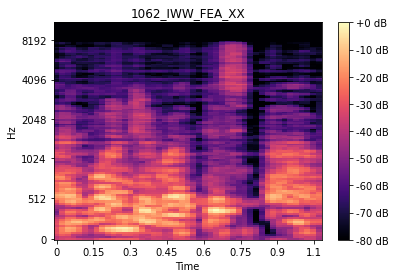 1062_IWW_FEA_XX
8192
4096
2048
1024
512
0
Hz
0 0.15 0.3 0.45 0.6 0.75 0.9 1.1
Time
+0 dB
-10 dB
-20 dB
-30 dB
-40 dB
-50 dB
-60 dB
-70 dB
-80 dB